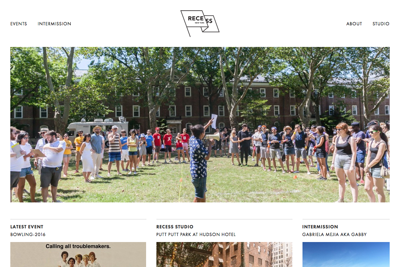 RECESS
EVENTS INTERMISSION ABOUT STUDIO
LATEST EVENT
BOWLING-2016
RECESS STUDIO
PUTT PUTT PARK AT HUDSON HOTEL
INTERMISSION
GABRIELA MEJIA AKA GABBY
Calling all troublemakers.